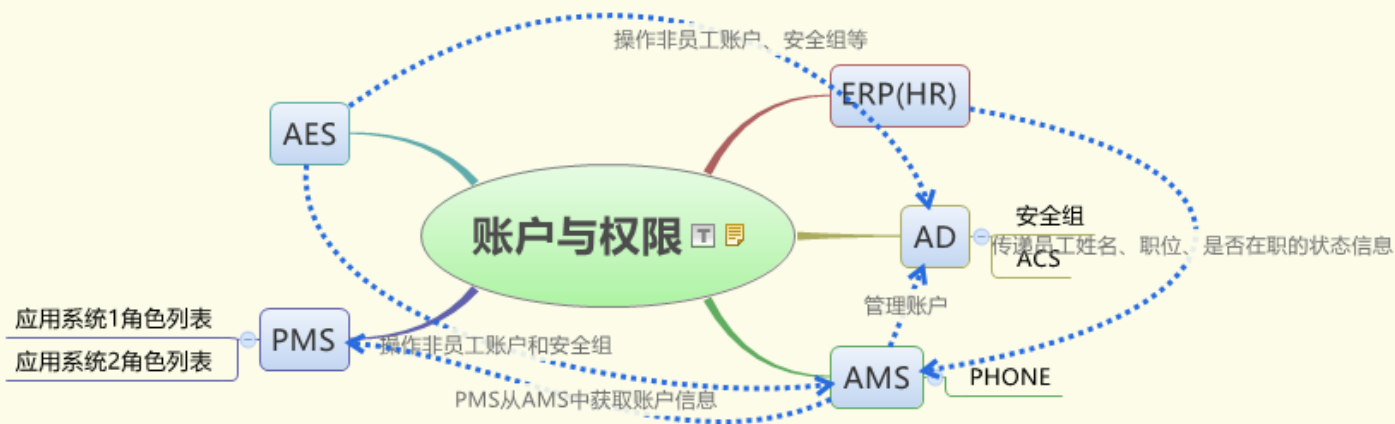 操作非员工账户、安全组等
ERP(HR)
AES
账户与权限
安全组
AD
传递员工姓名、职位、是否在职的状态信息
ACS
管理账户
应用系统1角色列表
PMS
操作非员工账户和安全组
应用系统2角色列表
AMS
PHONE
PMS从AMS中获取账户信息